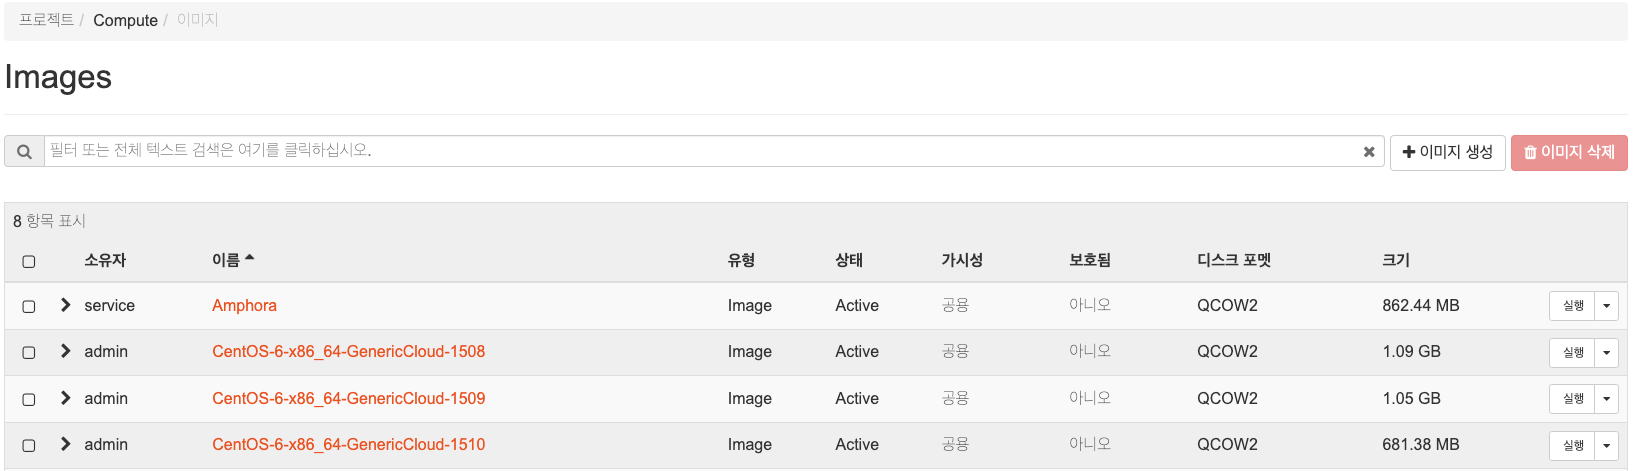 프로젝트 / Compute / 이미지
Images
필터 또는 전체 텍스트 검색은 여기를 클릭하십시오. 이미지 생성 이미지 삭제
8 항목 표시
소유자 이름 유형 상태 가시성 보호됨 디스크 포멧 크기
service Amphora Image Active 공용 아니오 QCOW2 862.44 MB 실행
admin CentOS-6-x86_64-GenericCloud-1508 Image Active 공용 아니오 QCOW2 1.09 GB 실행
admin CentOS-6-x86_64-GenericCloud-1509 Image Active 공용 아니오 QCOW2 1.05 GB 실행
admin CentOS-6-x86_64-GenericCloud-1510 Image Active 공용 아니오 QCOW2 681.38 MB 실행